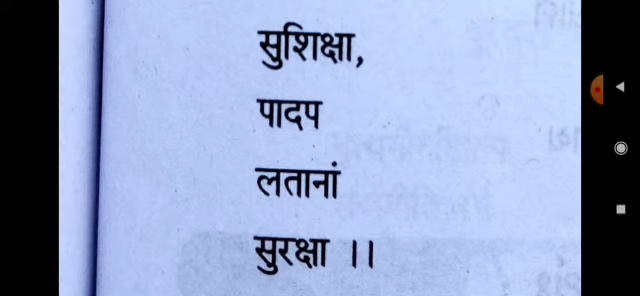 सुशिक्षा,
पादप
लतानां
सुरक्षा ।।